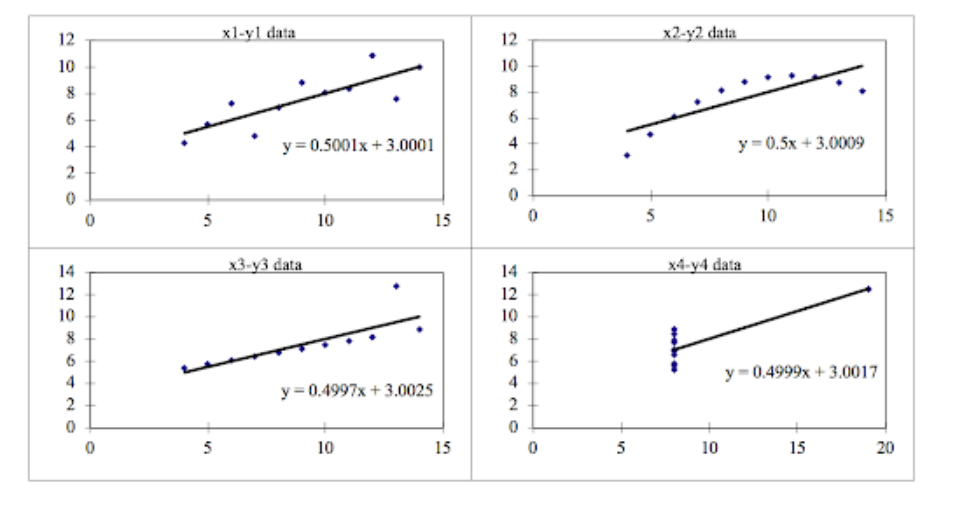 x1-y1 data
12
10
8
6
4
2
0
y = 0.5001x + 3.0001
0 5 10 15
x2-y2 data
12
10
8
6
4
2
0
y = 0.5x + 3.0009
0 5 10 15
x3-y3 data
14
12
10
8
6
4
2
0
y = 0.4997x + 3.0025
0 5 10 15
x4-y4 data
14
12
10
8
6
4
2
0
y = 0.4999x + 3.0017
0 5 10 15 20